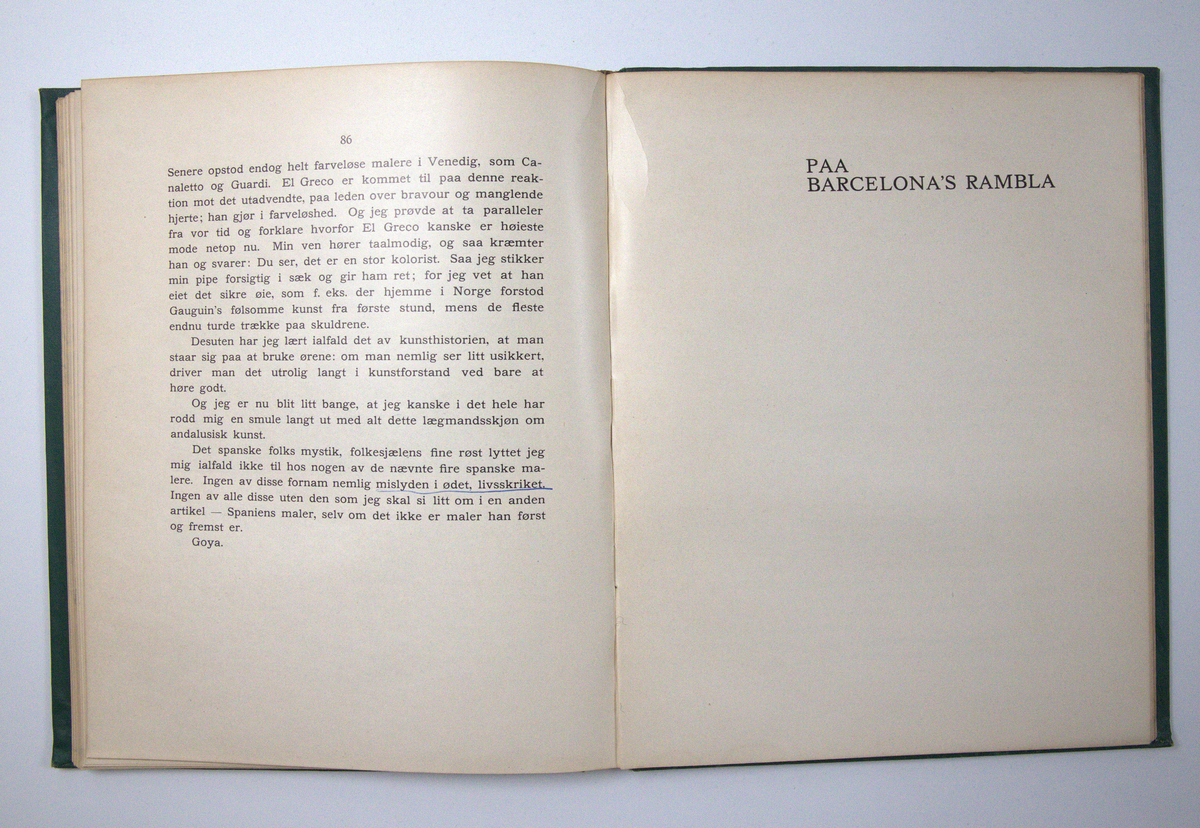 86
Senere opstod endog helt farveløse malere i Venedig, som Ca-
naletto og Guardi. El Greco er kommet til paa denne reak-
tion mot det utadvendte, paa leden over bravour og manglende
hjerte; han gjør i farveløshed. Og jeg prøvde at ta paralleler
fra vor tid og forklare hvorfor El Greco kanske er høieste
mode netop nu. Min ven hører taalmodig, og saa kræmter
han og svarer: Du ser, det er en stor kolorist. Saa jeg stikker
min pipe forsigtig i sæk og gir ham ret; for jeg vet at han
eiet det sikre øie, som f. eks. der hjemme i Norge forstod
Gauguin's følsomme kunst fra første stund, mens de fleste
endnu turde trække paa skuldrene.
Desuten har jeg lært ialfald det av kunsthistorien, at man
staar sig paa at bruke ørene: om man nemlig ser litt usikkert,
driver man det utrolig langt i kunstforstand ved bare at
høre godt.
Og jeg er nu blit litt bange, at jeg kanske i det hele har
rodd mig en smule langt ut med alt dette lægmandsskjøn om
andalusisk kunst.
Det spanske folks mystik, folkesjælens fine røst lyttet jeg
mig ialfald ikke til hos nogen av de nævnte fire spanske ma-
lere. Ingen av disse fornam nemlig mislyden i ødet, livsskriket.
Ingen av alle disse uten den som jeg skal si litt om i en anden
artikel — Spaniens maler, selv om det ikke er maler han først
og fremst er.
Goya.
PAA
BARCELONA'S RAMBLA